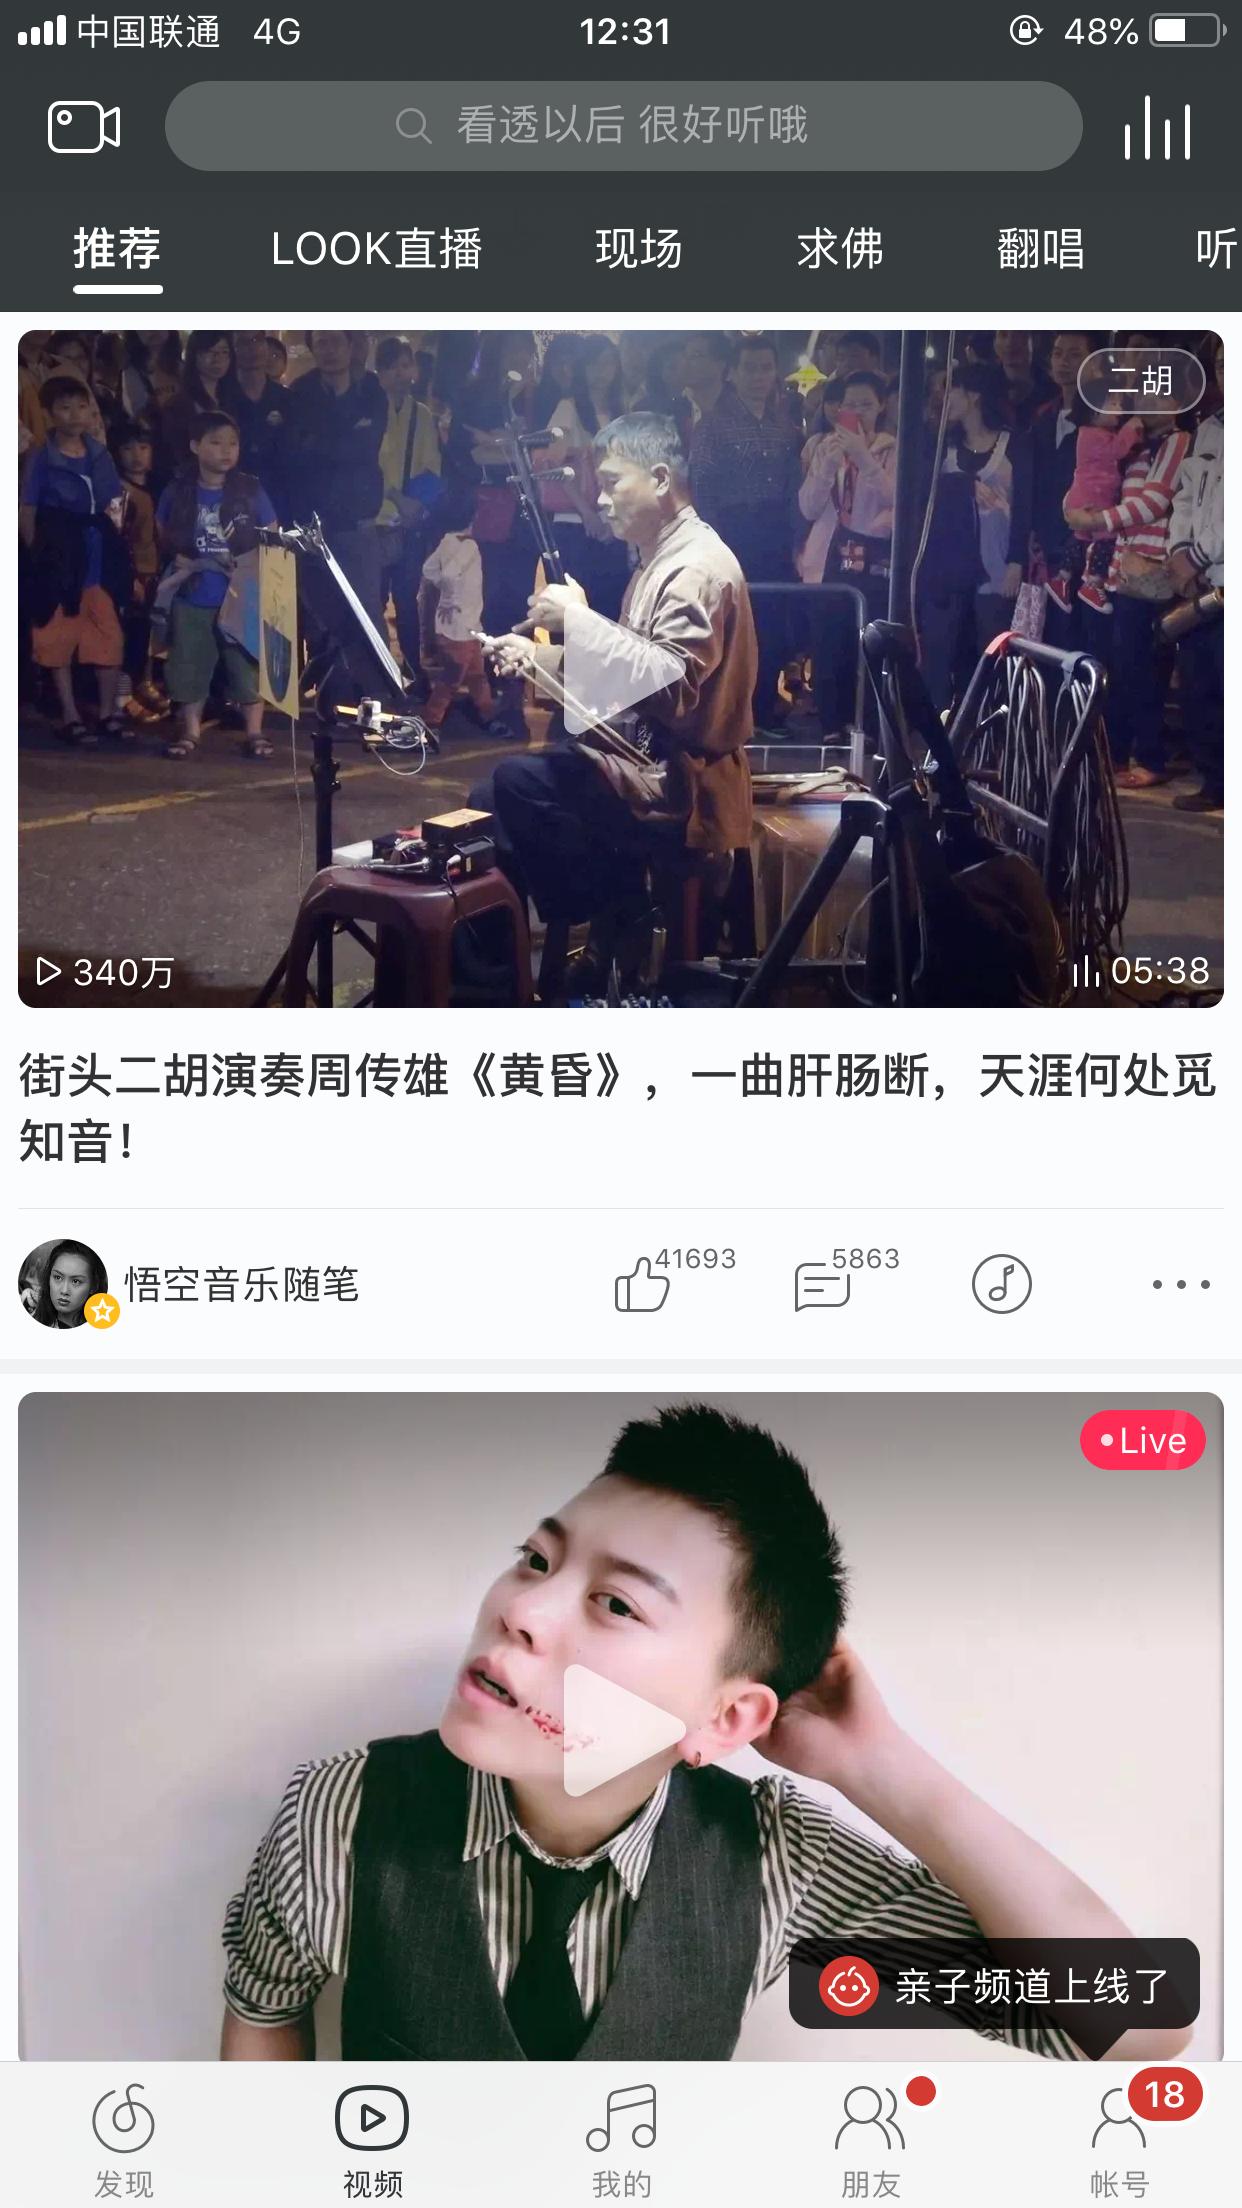 中国联通 4G 12:31 48%
看透以后 很好听哦
推荐 LOOK直播 现场 求佛 翻唱 听
二胡
340万 05:38
街头二胡演奏周传雄《黄昏》，一曲肝肠断，天涯何处觅
知音！
悟空音乐随笔 41693 5863
Live
亲子频道上线了
18
发现 视频 我的 朋友 帐号